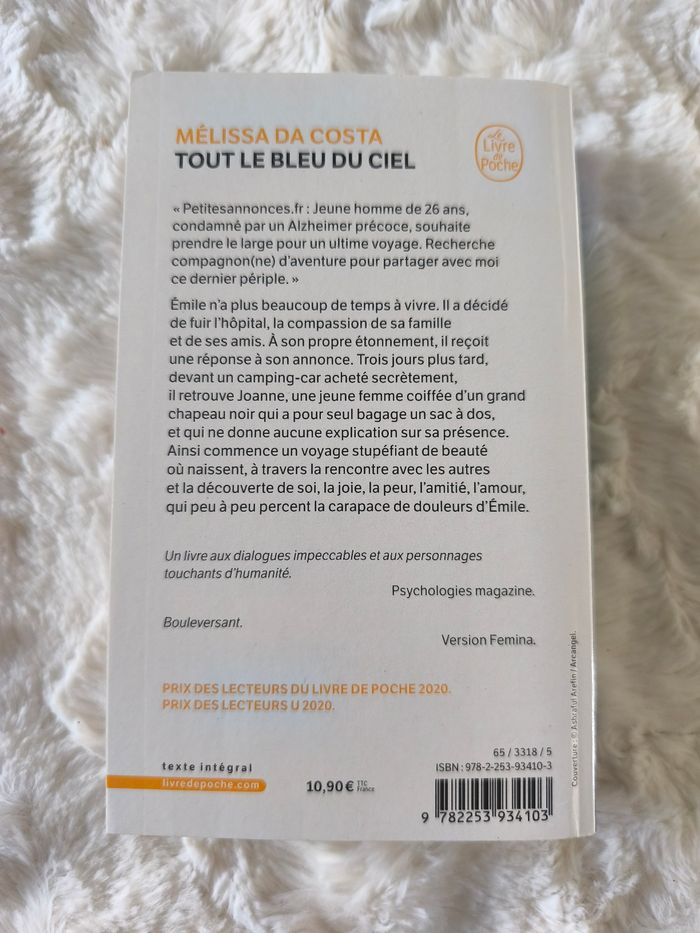 MÉLISSA DA COSTA
TOUT LE BLEU DU CIEL
Le
Livre
de
Poche
« Petitesannonces.fr : Jeune homme de 26 ans,
condamné par un Alzheimer précoce, souhaite
prendre le large pour un ultime voyage. Recherche
compagnon(ne) d'aventure pour partager avec moi
ce dernier périple. »
Émile n'a plus beaucoup de temps à vivre. Il a décidé
de fuir l'hôpital, la compassion de sa famille
et de ses amis. À son propre étonnement, il reçoit
une réponse à son annonce. Trois jours plus tard,
devant un camping-car acheté secrètement,
il retrouve Joanne, une jeune femme coiffée d'un grand
chapeau noir qui a pour seul bagage un sac à dos,
et qui ne donne aucune explication sur sa présence.
Ainsi commence un voyage stupéfiant de beauté
où naissent, à travers la rencontre avec les autres
et la découverte de soi, la joie, la peur, l'amitié, l'amour,
qui peu à peu percent la carapace de douleurs d'Émile.
Un livre aux dialogues impeccables et aux personnages
touchants d'humanité.
Psychologies magazine.
Bouleversant.
Version Femina.
PRIX DES LECTEURS DU LIVRE DE POCHE 2020.
PRIX DES LECTEURS U 2020.
texte intégral
livredepoche.com
10,90 € TTC
France
65 / 3318 / 5
ISBN : 978-2-253-93410-3
9 782253 934103
Couverture : © Ashraful Arefin / Arcangel.